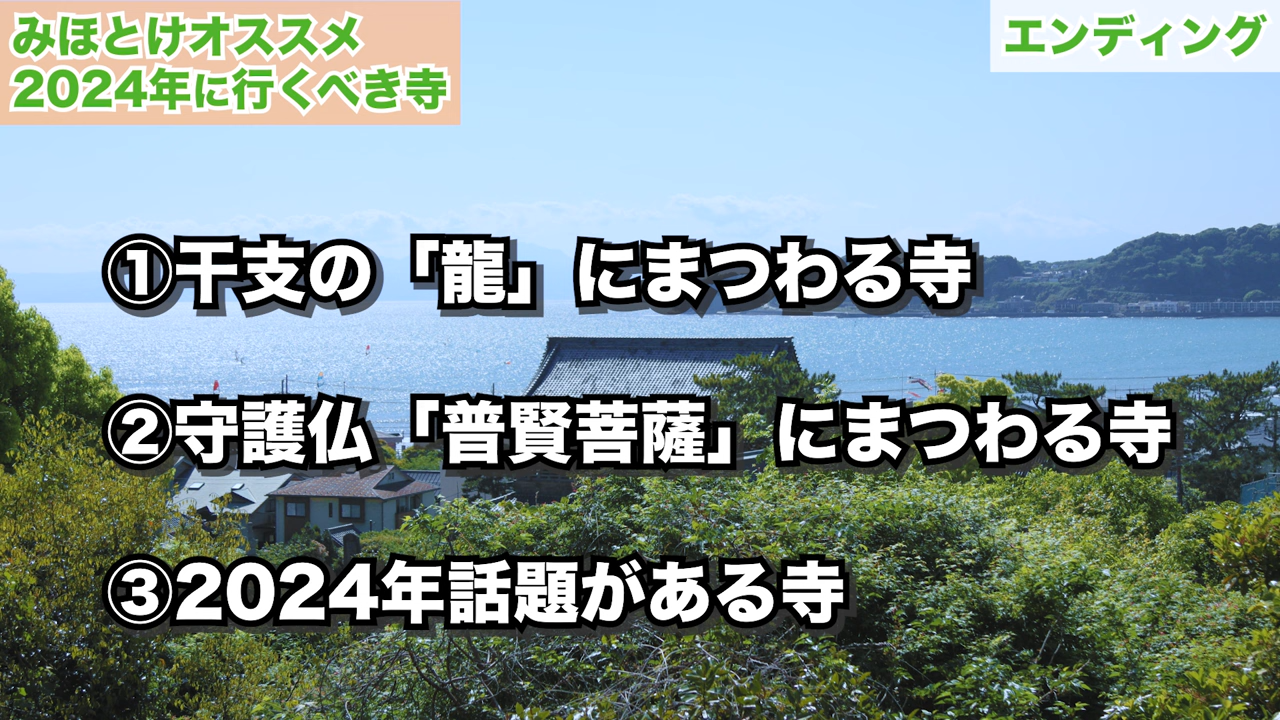 みほとけオススメ
2024年に行くべき寺
エンディング
①干支の「龍」にまつわる寺
②守護仏「普賢菩薩」にまつわる寺
③2024年話題がある寺